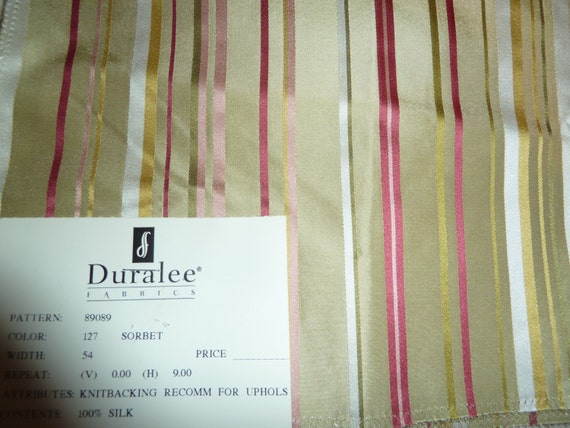 Duralee®
FABRICS
PATTERN: 89089
COLOR: 127 SORBET
WIDTH: 54 PRICE
REPEAT: (V) 0.00 (H) 9.00
ATTRIBUTES: KNITBACKING RECOMM FOR UPHOLS
CONTENTS: 100% SILK